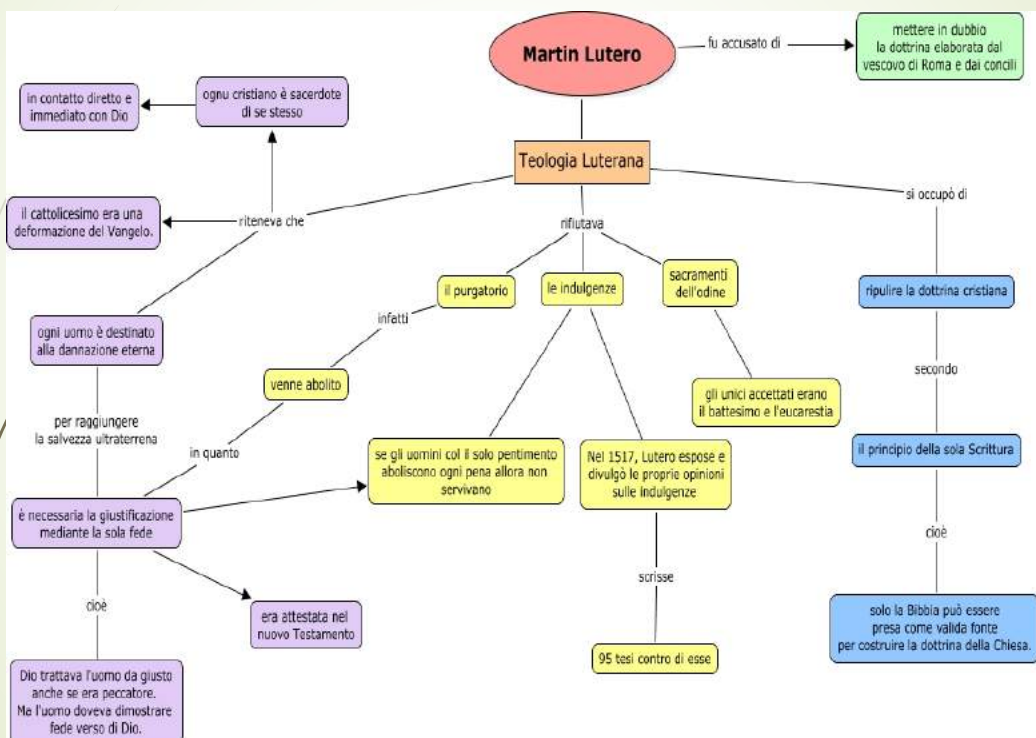 Martin Lutero
fu accusato di
mettere in dubbio
la dottrina elaborata dal
vescovo di Roma e dai concili
Teologia Luterana
riteneva che
ognu cristiano è sacerdote
di se stesso
in contatto diretto e
immediato con Dio
il cattolicesimo era una
deformazione del Vangelo.
ogni uomo è destinato
alla dannazione eterna
per raggiungere
la salvezza ultraterrena
è necessaria la giustificazione
mediante la sola fede
cioè
Dio trattava l'uomo da giusto
anche se era peccatore.
Ma l'uomo doveva dimostrare
fede verso di Dio.
era attestata nel
nuovo Testamento
rifiutava
il purgatorio
infatti
venne abolito
in quanto
le indulgenze
se gli uomini col il solo pentimento
aboliscono ogni pena allora non
servivano
Nel 1517, Lutero espose e
divulgò le proprie opinioni
sulle indulgenze
scrisse
95 tesi contro di esse
sacramenti
dell'odine
gli unici accettati erano
il battesimo e l'eucarestia
si occupò di
ripulire la dottrina cristiana
secondo
il principio della sola Scrittura
cioè
solo la Bibbia può essere
presa come valida fonte
per costruire la dottrina della Chiesa.